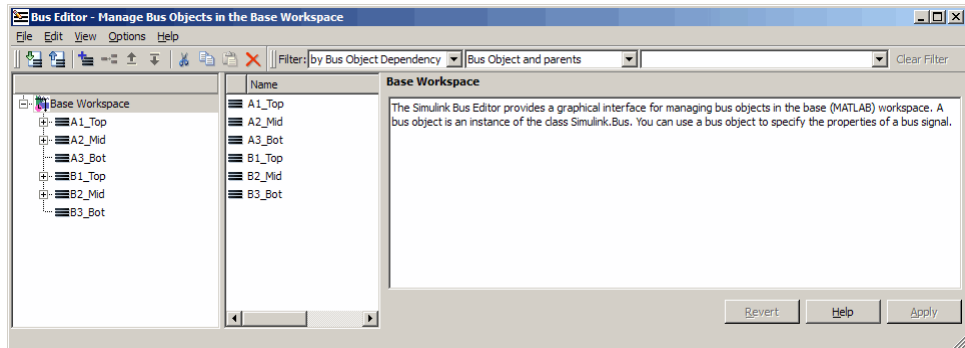 Bus Editor - Manage Bus Objects in the Base Workspace
File Edit View Options Help
Filter: by Bus Object Dependency Bus Object and parents Clear Filter
Base Workspace
A1_Top
A2_Mid
A3_Bot
B1_Top
B2_Mid
B3_Bot
Name
A1_Top
A2_Mid
A3_Bot
B1_Top
B2_Mid
B3_Bot
Base Workspace
The Simulink Bus Editor provides a graphical interface for managing bus objects in the base (MATLAB) workspace. A
bus object is an instance of the class Simulink.Bus. You can use a bus object to specify the properties of a bus signal.
Revert Help Apply